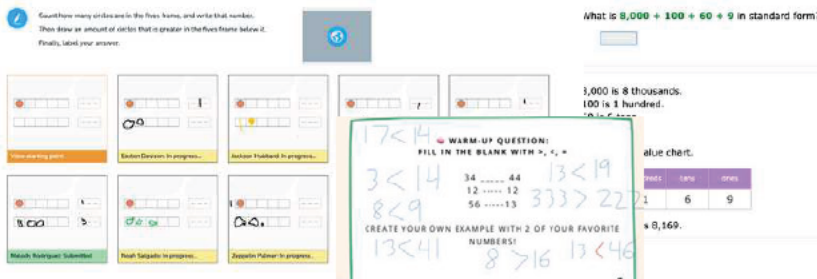 Count how many circles are in the fives frame, and write that number.
Then draw an amount of circles that is greater in the fives frame below it.
Finally, label your answer.
View starting point
Easton Davison: In progress...
Jackson Hubbard: In progress...
Melody Rodriguez: Submitted
Noah Salgado: In progress...
Zeppelin Palmer: In progress...
17<14
WARM-UP QUESTION:
FILL IN THE BLANK WITH >, <, =
3<14
34 ..... 44
13<19
12 ..... 12
8<9
56 .....13
333>222
CREATE YOUR OWN EXAMPLE WITH 2 OF YOUR FAVORITE
NUMBERS!
13<41
8>16
13<46
What is 8,000 + 100 + 60 + 9 in standard form?
8,000 is 8 thousands.
100 is 1 hundred.
alue chart.
tens
ones
1
6
9
s 8,169.